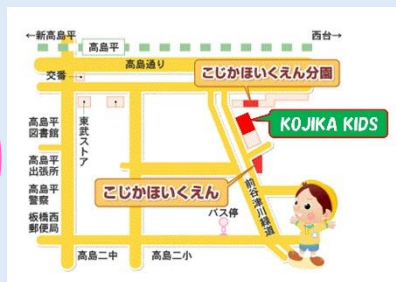 ←新高島平
西台→
高島平
高島通り
交番
こじかほいくえん分園
KOJIKA KIDS
東武ストア
高島平
図書館
高島平
出張所
高島平
警察
板橋西
郵便局
こじかほいくえん
バス停
前谷津川緑道
高島二中
高島二小